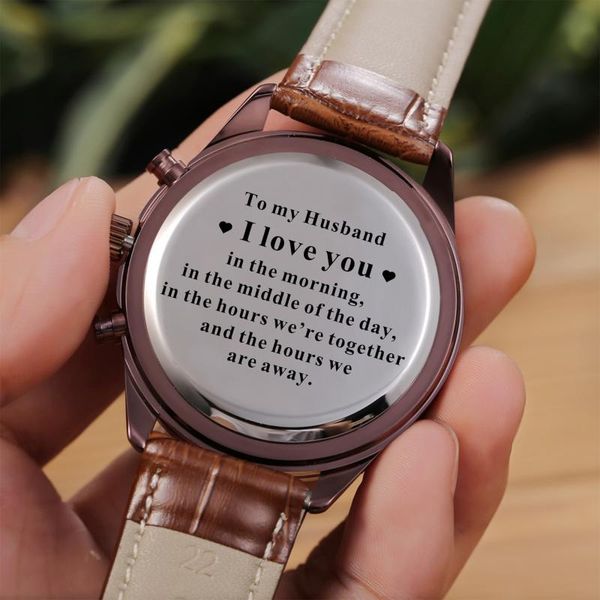 To my Husband
♥ I love you ♥
in the morning,
in the middle of the day,
in the hours we're together
and the hours we
are away.
22